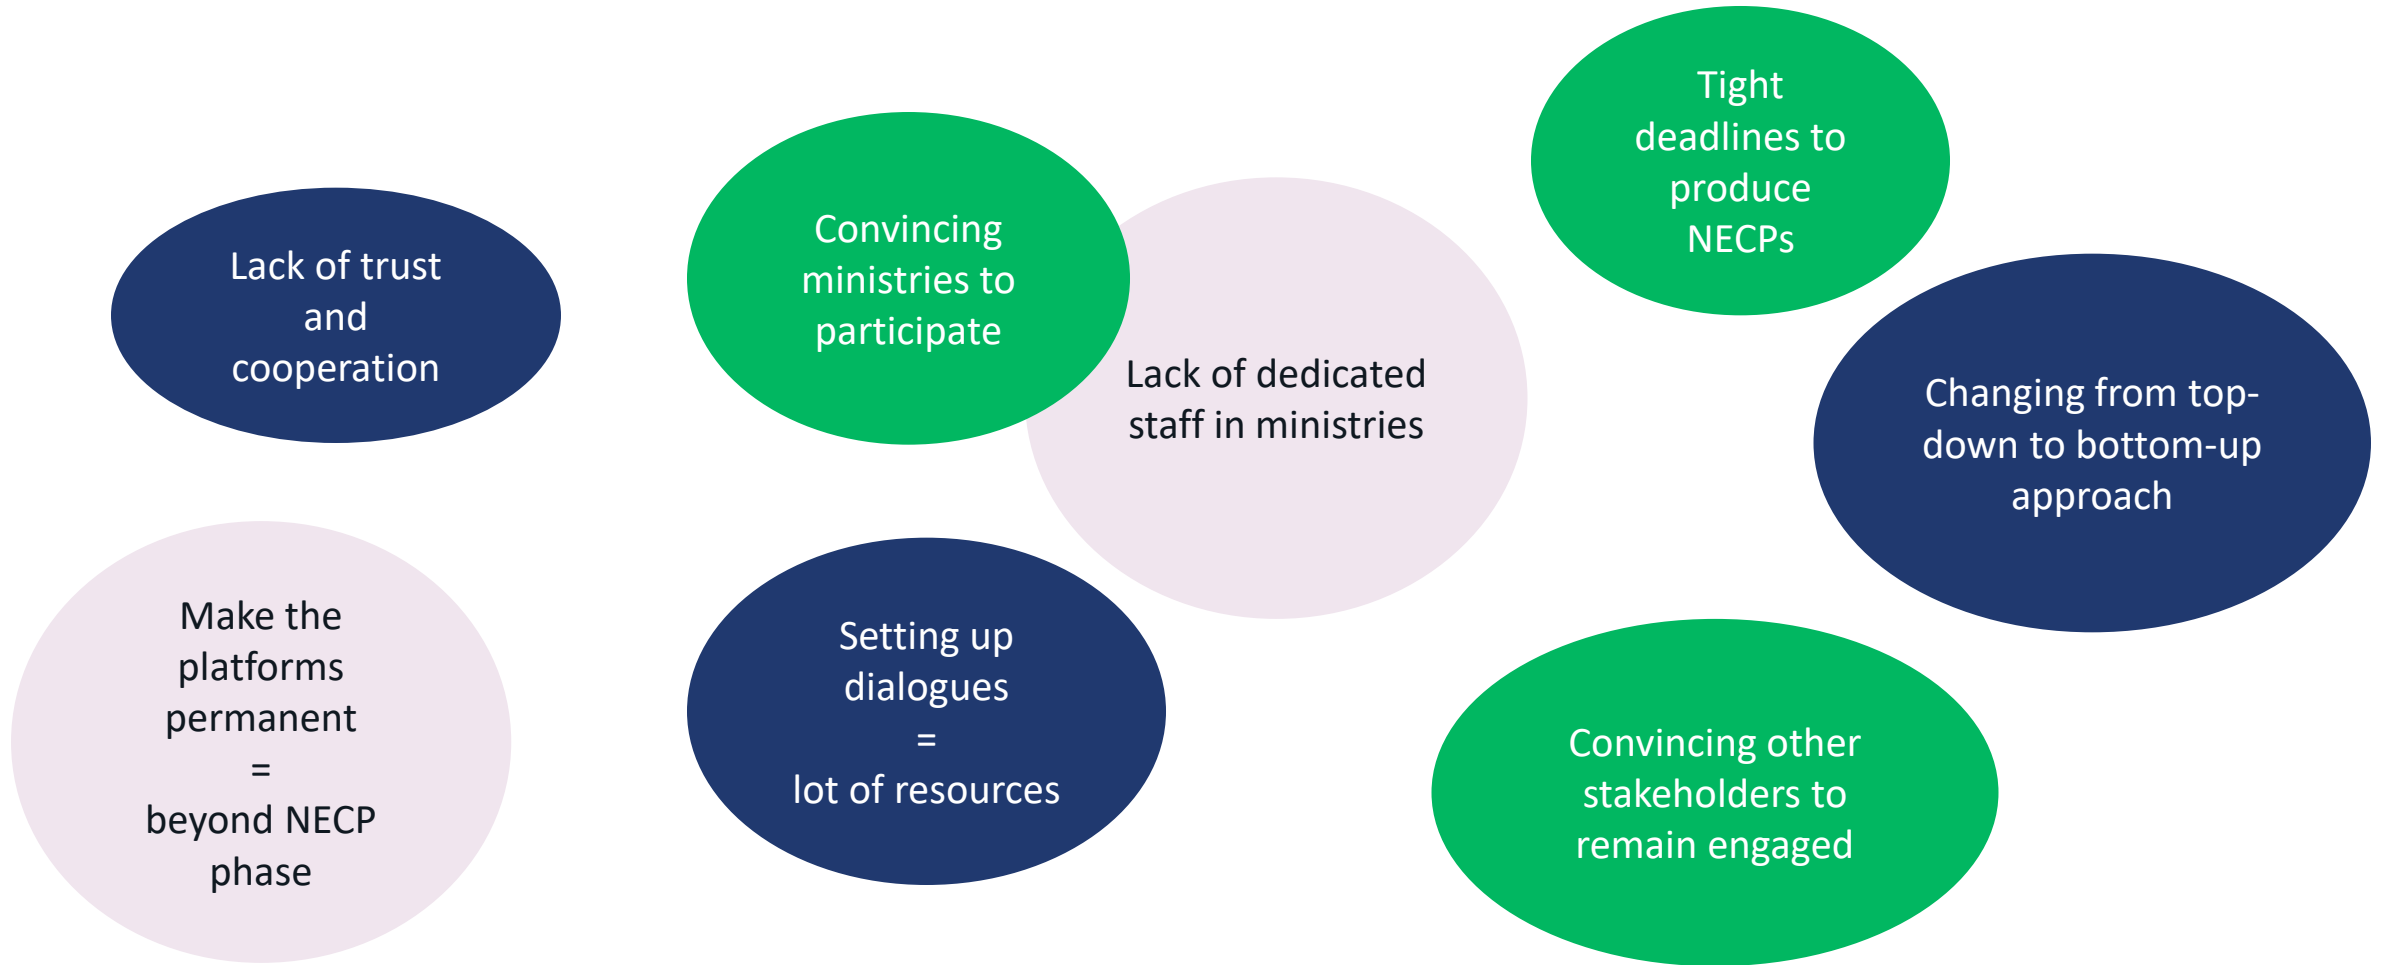 Lack of trust
and
cooperation
Convincing
ministries to
participate
Lack of dedicated
staff in ministries
Tight
deadlines to
produce
NECPs
Changing from top-
down to bottom-up
approach
Make the
platforms
permanent
=
beyond NECP
phase
Setting up
dialogues
=
lot of resources
Convincing other
stakeholders to
remain engaged